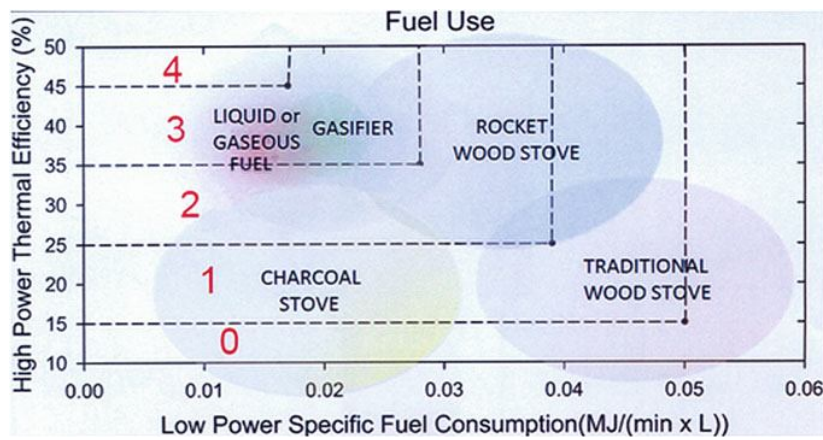 Fuel Use
High Power Thermal Efficiency (%)
50
45
40
35
30
25
20
15
10
4
3
2
1
0
LIQUID or
GASEOUS
FUEL
GASIFIER
ROCKET
WOOD STOVE
CHARCOAL
STOVE
TRADITIONAL
WOOD STOVE
0.00 0.01 0.02 0.03 0.04 0.05 0.06
Low Power Specific Fuel Consumption(MJ/(min x L))